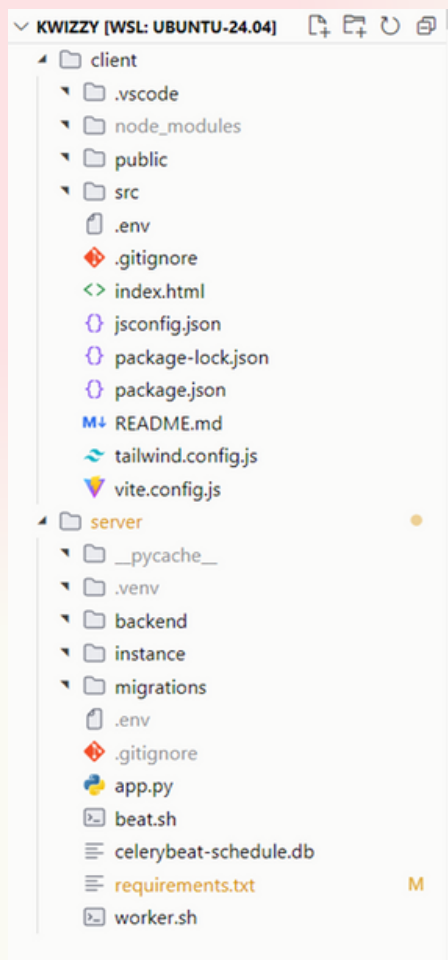 KWIZZY [WSL: UBUNTU-24.04]
client
.vscode
node_modules
public
src
.env
.gitignore
index.html
jsconfig.json
package-lock.json
package.json
README.md
tailwind.config.js
vite.config.js
server
__pycache__
.venv
backend
instance
migrations
.env
.gitignore
app.py
beat.sh
celerybeat-schedule.db
requirements.txt M
worker.sh